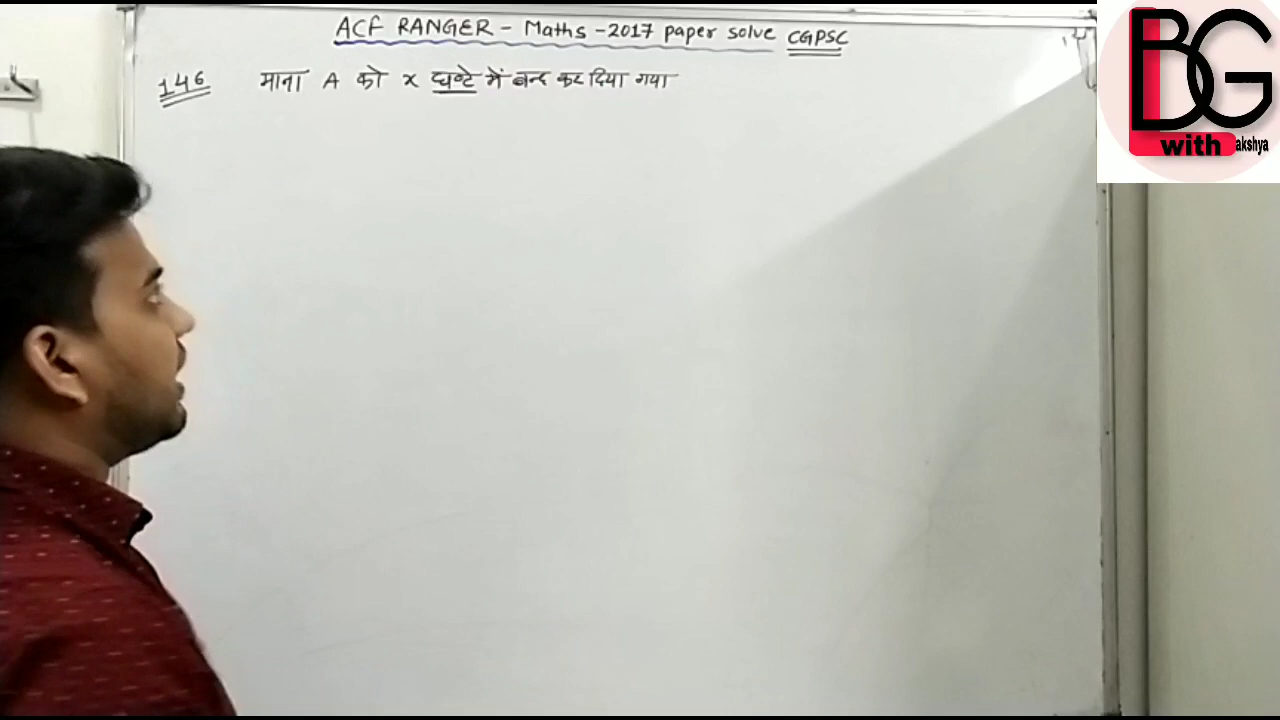 ACF RANGER - Maths - 2017 paper solve CGPSC
146 माना A को x घण्टे में बन्द कर दिया गया
BG
with akshya